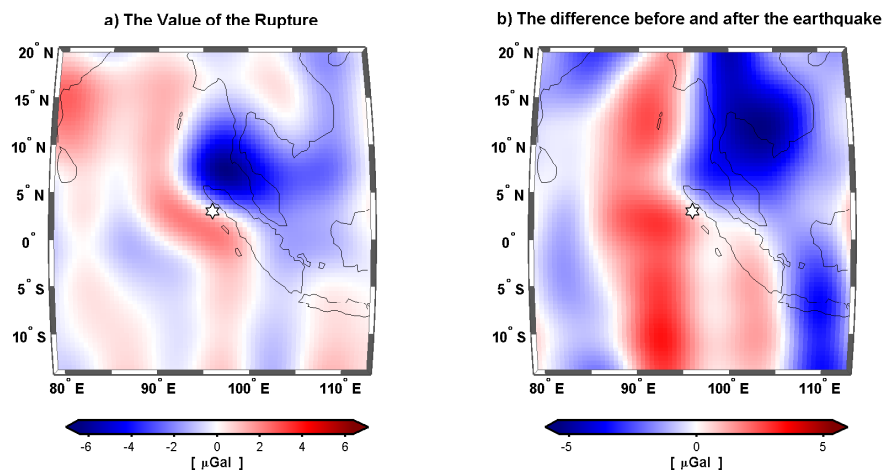 a) The Value of the Rupture
b) The difference before and after the earthquake
20° N
15° N
10° N
5° N
0°
5° S
10° S
80° E
90° E
100° E
110° E
-6 -4 -2 0 2 4 6
[ μGal ]
20° N
15° N
10° N
5° N
0°
5° S
10° S
80° E
90° E
100° E
110° E
-5 0 5
[ μGal ]